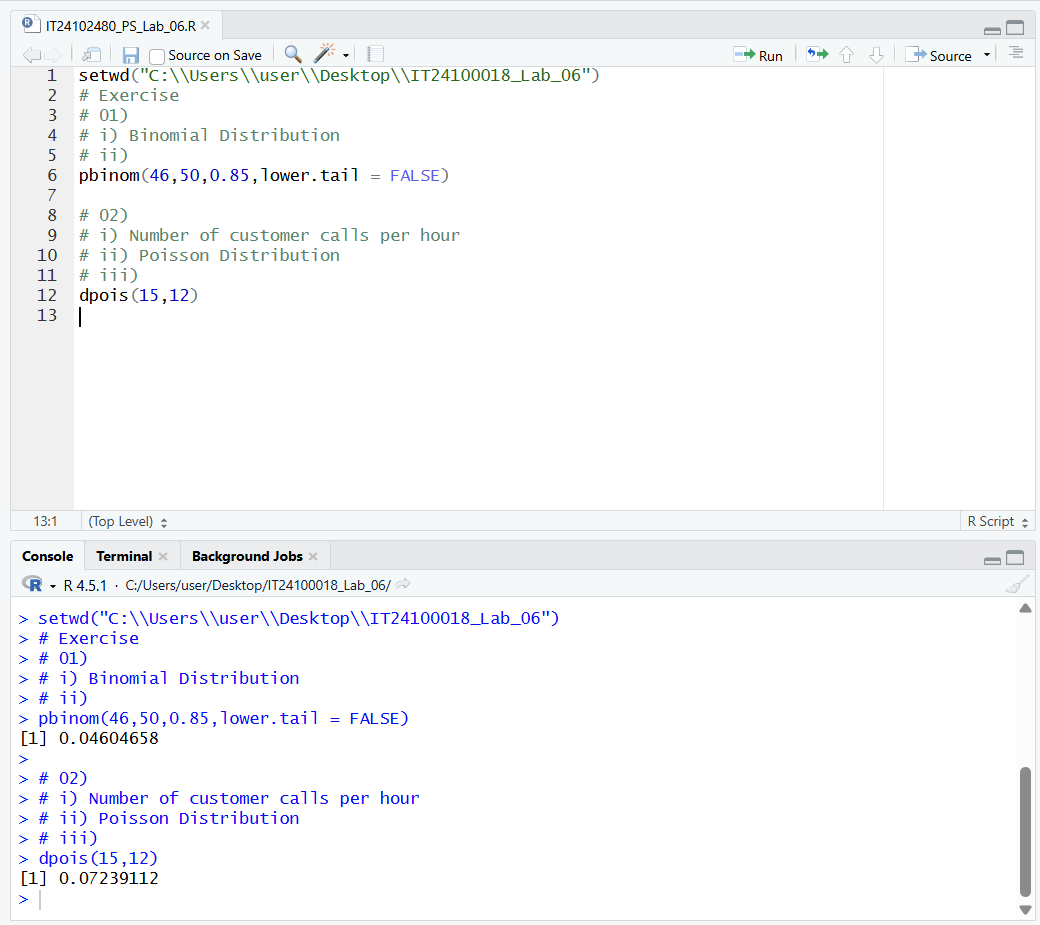 IT24102480_PS_Lab_06.R
Source on Save
Run
Source
1 setwd("C:\\Users\\user\\Desktop\\IT24100018_Lab_06")
2 # Exercise
3 # 01)
4 # i) Binomial Distribution
5 # ii)
6 pbinom(46,50,0.85,lower.tail = FALSE)
7
8 # 02)
9 # i) Number of customer calls per hour
10 # ii) Poisson Distribution
11 # iii)
12 dpois(15,12)
13
13:1 (Top Level) R Script
Console Terminal Background Jobs
R R 4.5.1 · C:/Users/user/Desktop/IT24100018_Lab_06/
> setwd("C:\\Users\\user\\Desktop\\IT24100018_Lab_06")
> # Exercise
> # 01)
> # i) Binomial Distribution
> # ii)
> pbinom(46,50,0.85,lower.tail = FALSE)
[1] 0.04604658
>
> # 02)
> # i) Number of customer calls per hour
> # ii) Poisson Distribution
> # iii)
> dpois(15,12)
[1] 0.07239112
>